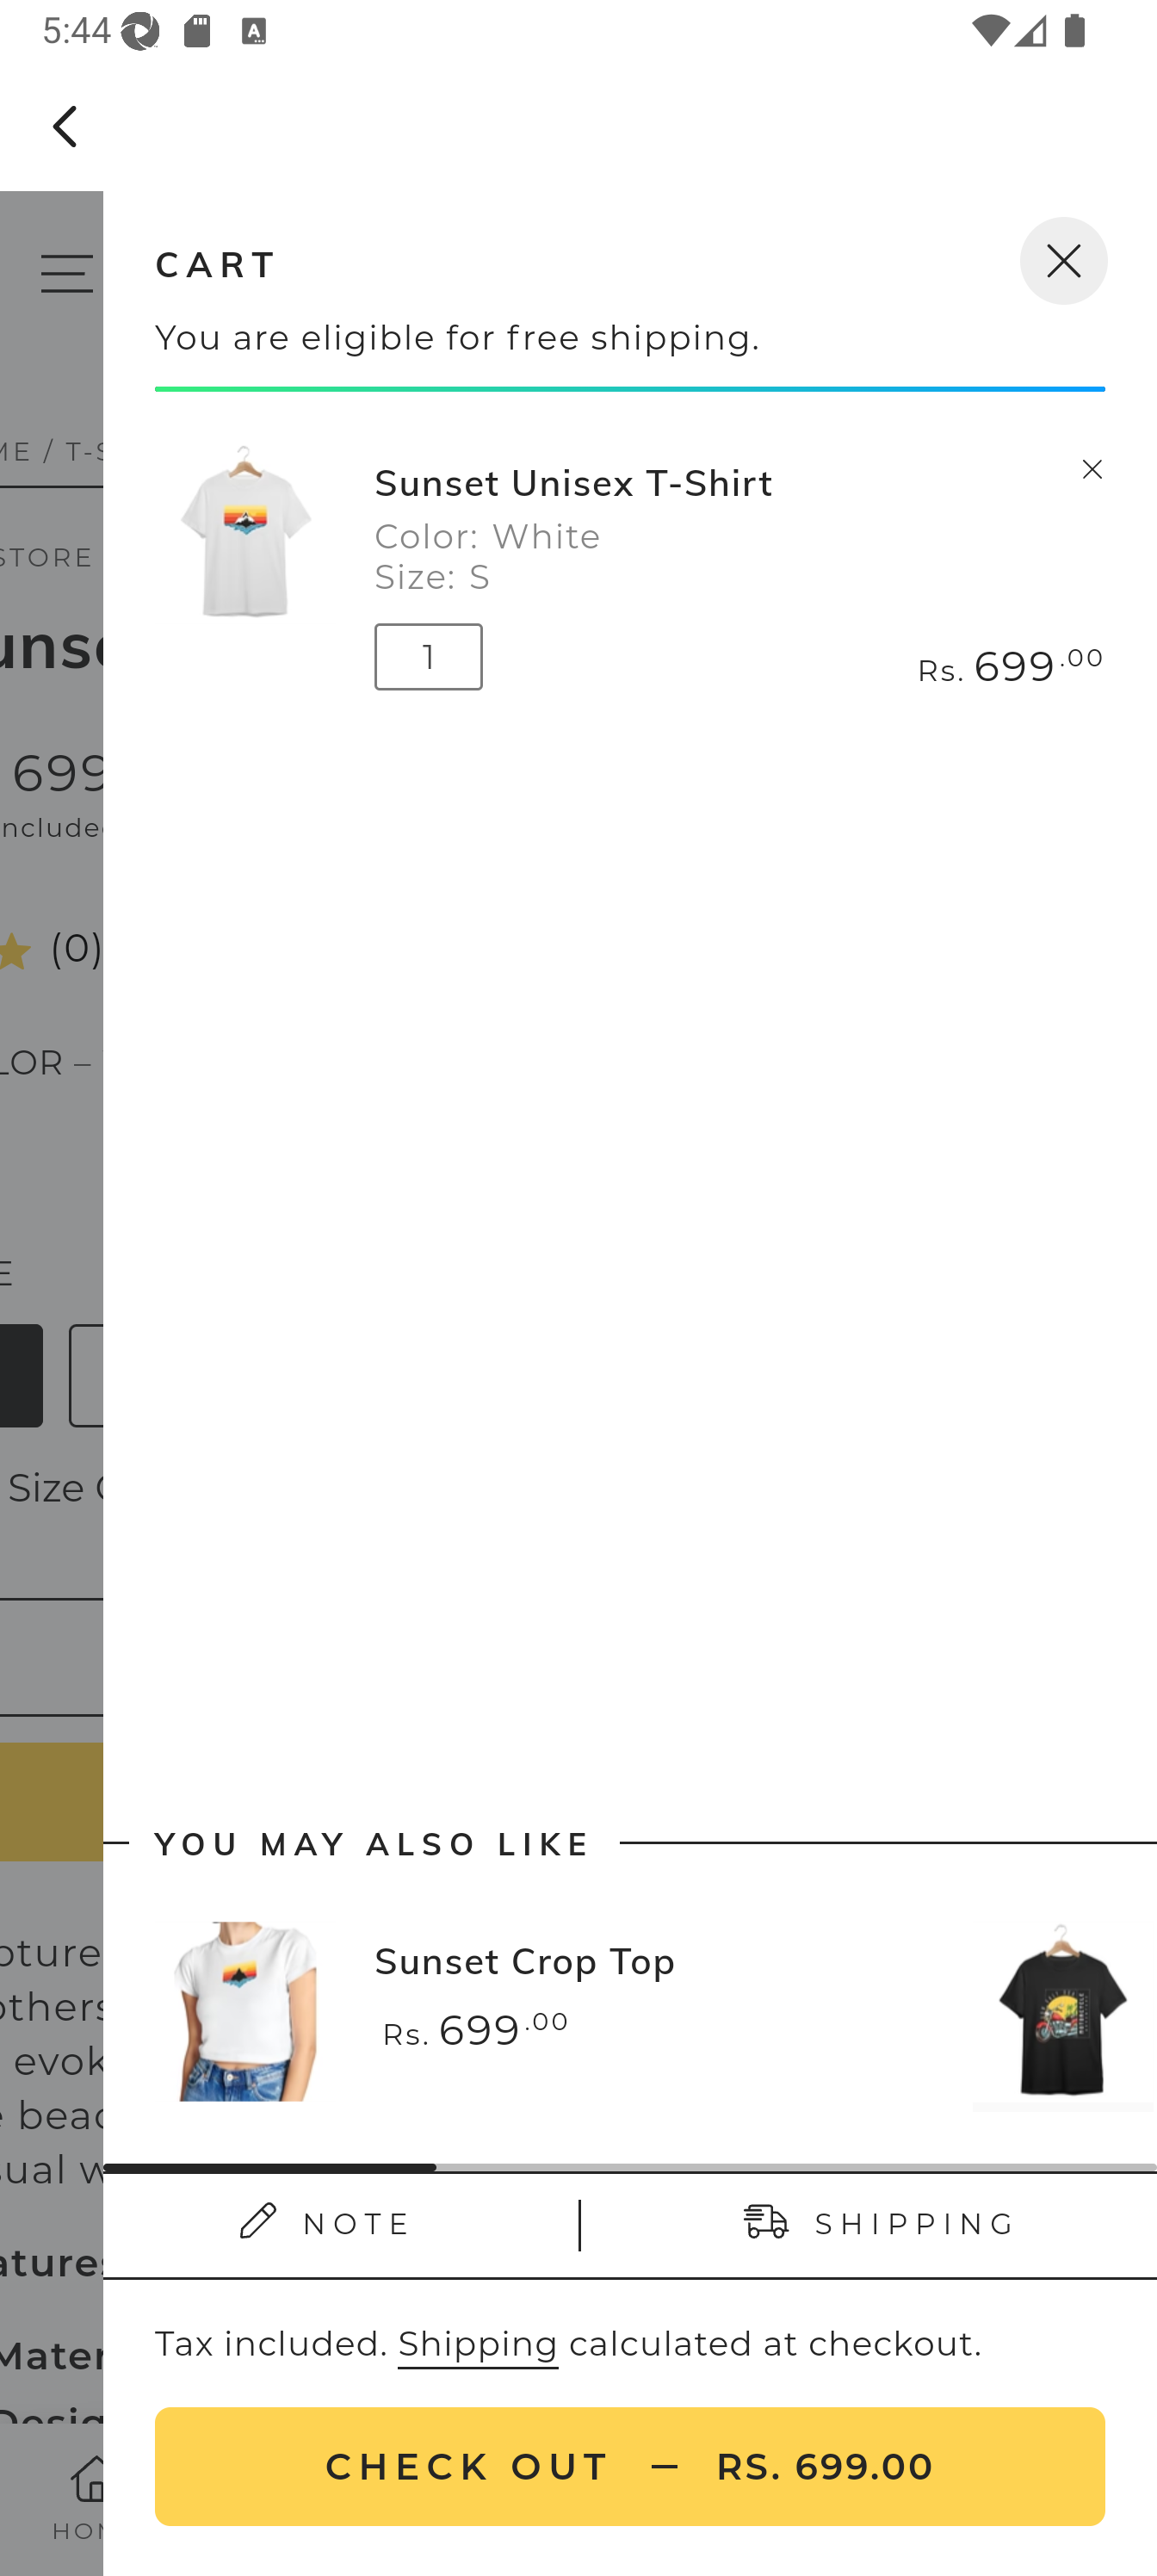 5:44
CART
You are eligible for free shipping.
ME / T-S
Sunset Unisex T-Shirt
Color: White
STORE
Size: S
unse
1
Rs. 699.00
699
nclude
(0)
LOR –
E
Size
YOU MAY ALSO LIKE
pture
Sunset Crop Top
others
Rs. 699.00
evok
e beac
sual w
NOTE
SHIPPING
atures
Tax included. Shipping calculated at checkout.
Mater
CHECK OUT — RS. 699.00
HOM